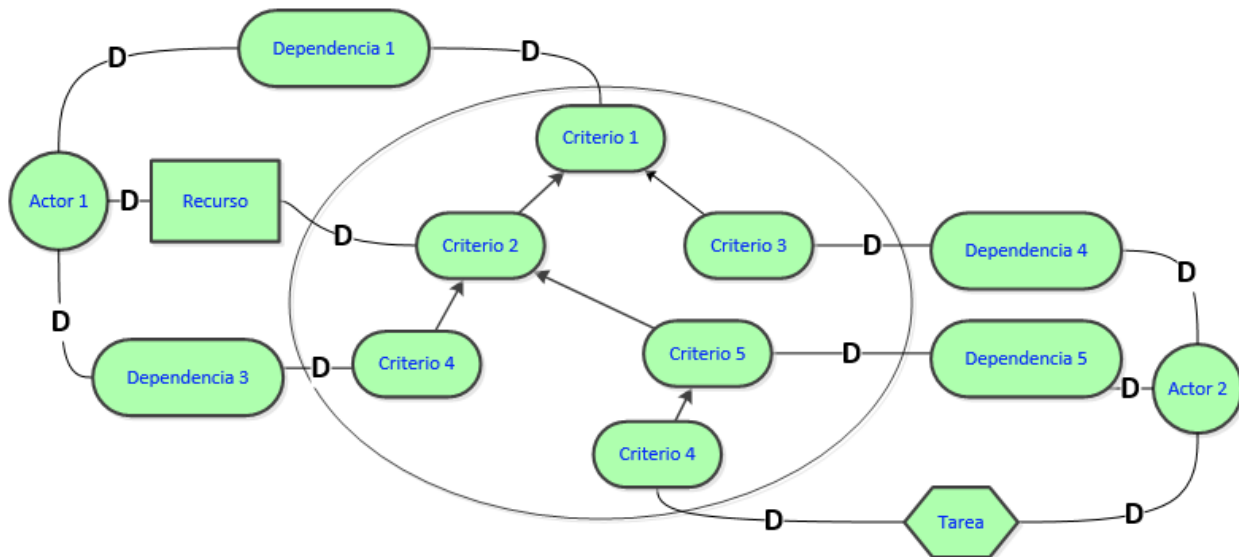 Dependencia 1
D
D
Criterio 1
Actor 1
D
Recurso
D
Criterio 2
Criterio 3
D
Dependencia 4
D
D
Dependencia 3
D
Criterio 4
Criterio 5
D
Dependencia 5
D
Actor 2
Criterio 4
D
Tarea
D